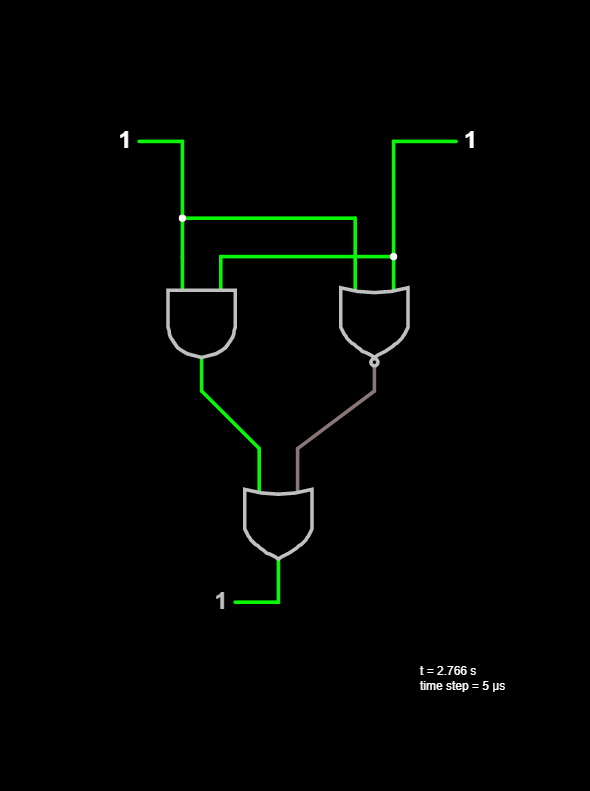 1
1
1
t = 2.766 s
time step = 5 µs